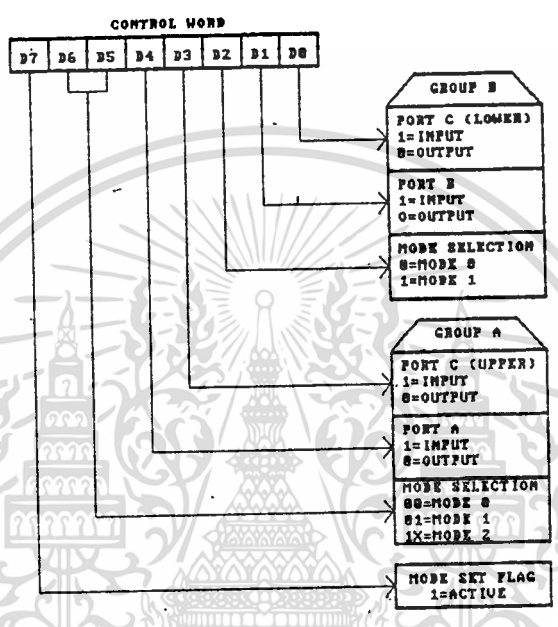 CONTROL WORD
D7 D6 D5 D4 D3 D2 D1 D0
GROUP B
PORT C (LOWER)
1=INPUT
0=OUTPUT
PORT B
1=INPUT
0=OUTPUT
MODE SELECTION
0=MODE 0
1=MODE 1
GROUP A
PORT C (UPPER)
1=INPUT
0=OUTPUT
PORT A
1=INPUT
0=OUTPUT
MODE SELECTION
00=MODE 0
01=MODE 1
1X=MODE 2
MODE SET FLAG
1=ACTIVE